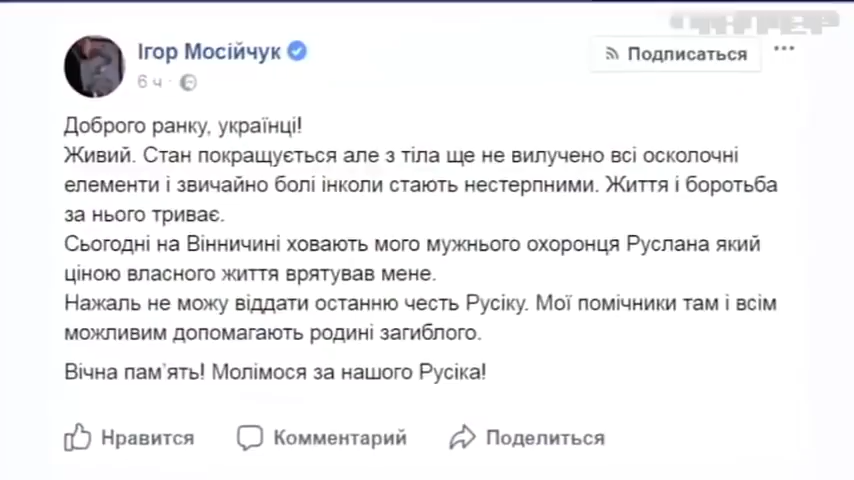 Ігор Мосійчук
6 ч ·
Подписаться
Доброго ранку, українці!
Живий. Стан покращується але з тіла ще не вилучено всі осколочні
елементи і звичайно болі інколи стають нестерпними. Життя і боротьба
за нього триває.
Сьогодні на Вінничині ховають мого мужнього охоронця Руслана який
ціною власного життя врятував мене.
Нажаль не можу віддати останню честь Русіку. Мої помічники там і всім
можливим допомагають родині загиблого.
Вічна пам'ять! Молімося за нашого Русіка!
Нравится
Комментарий
Поделиться